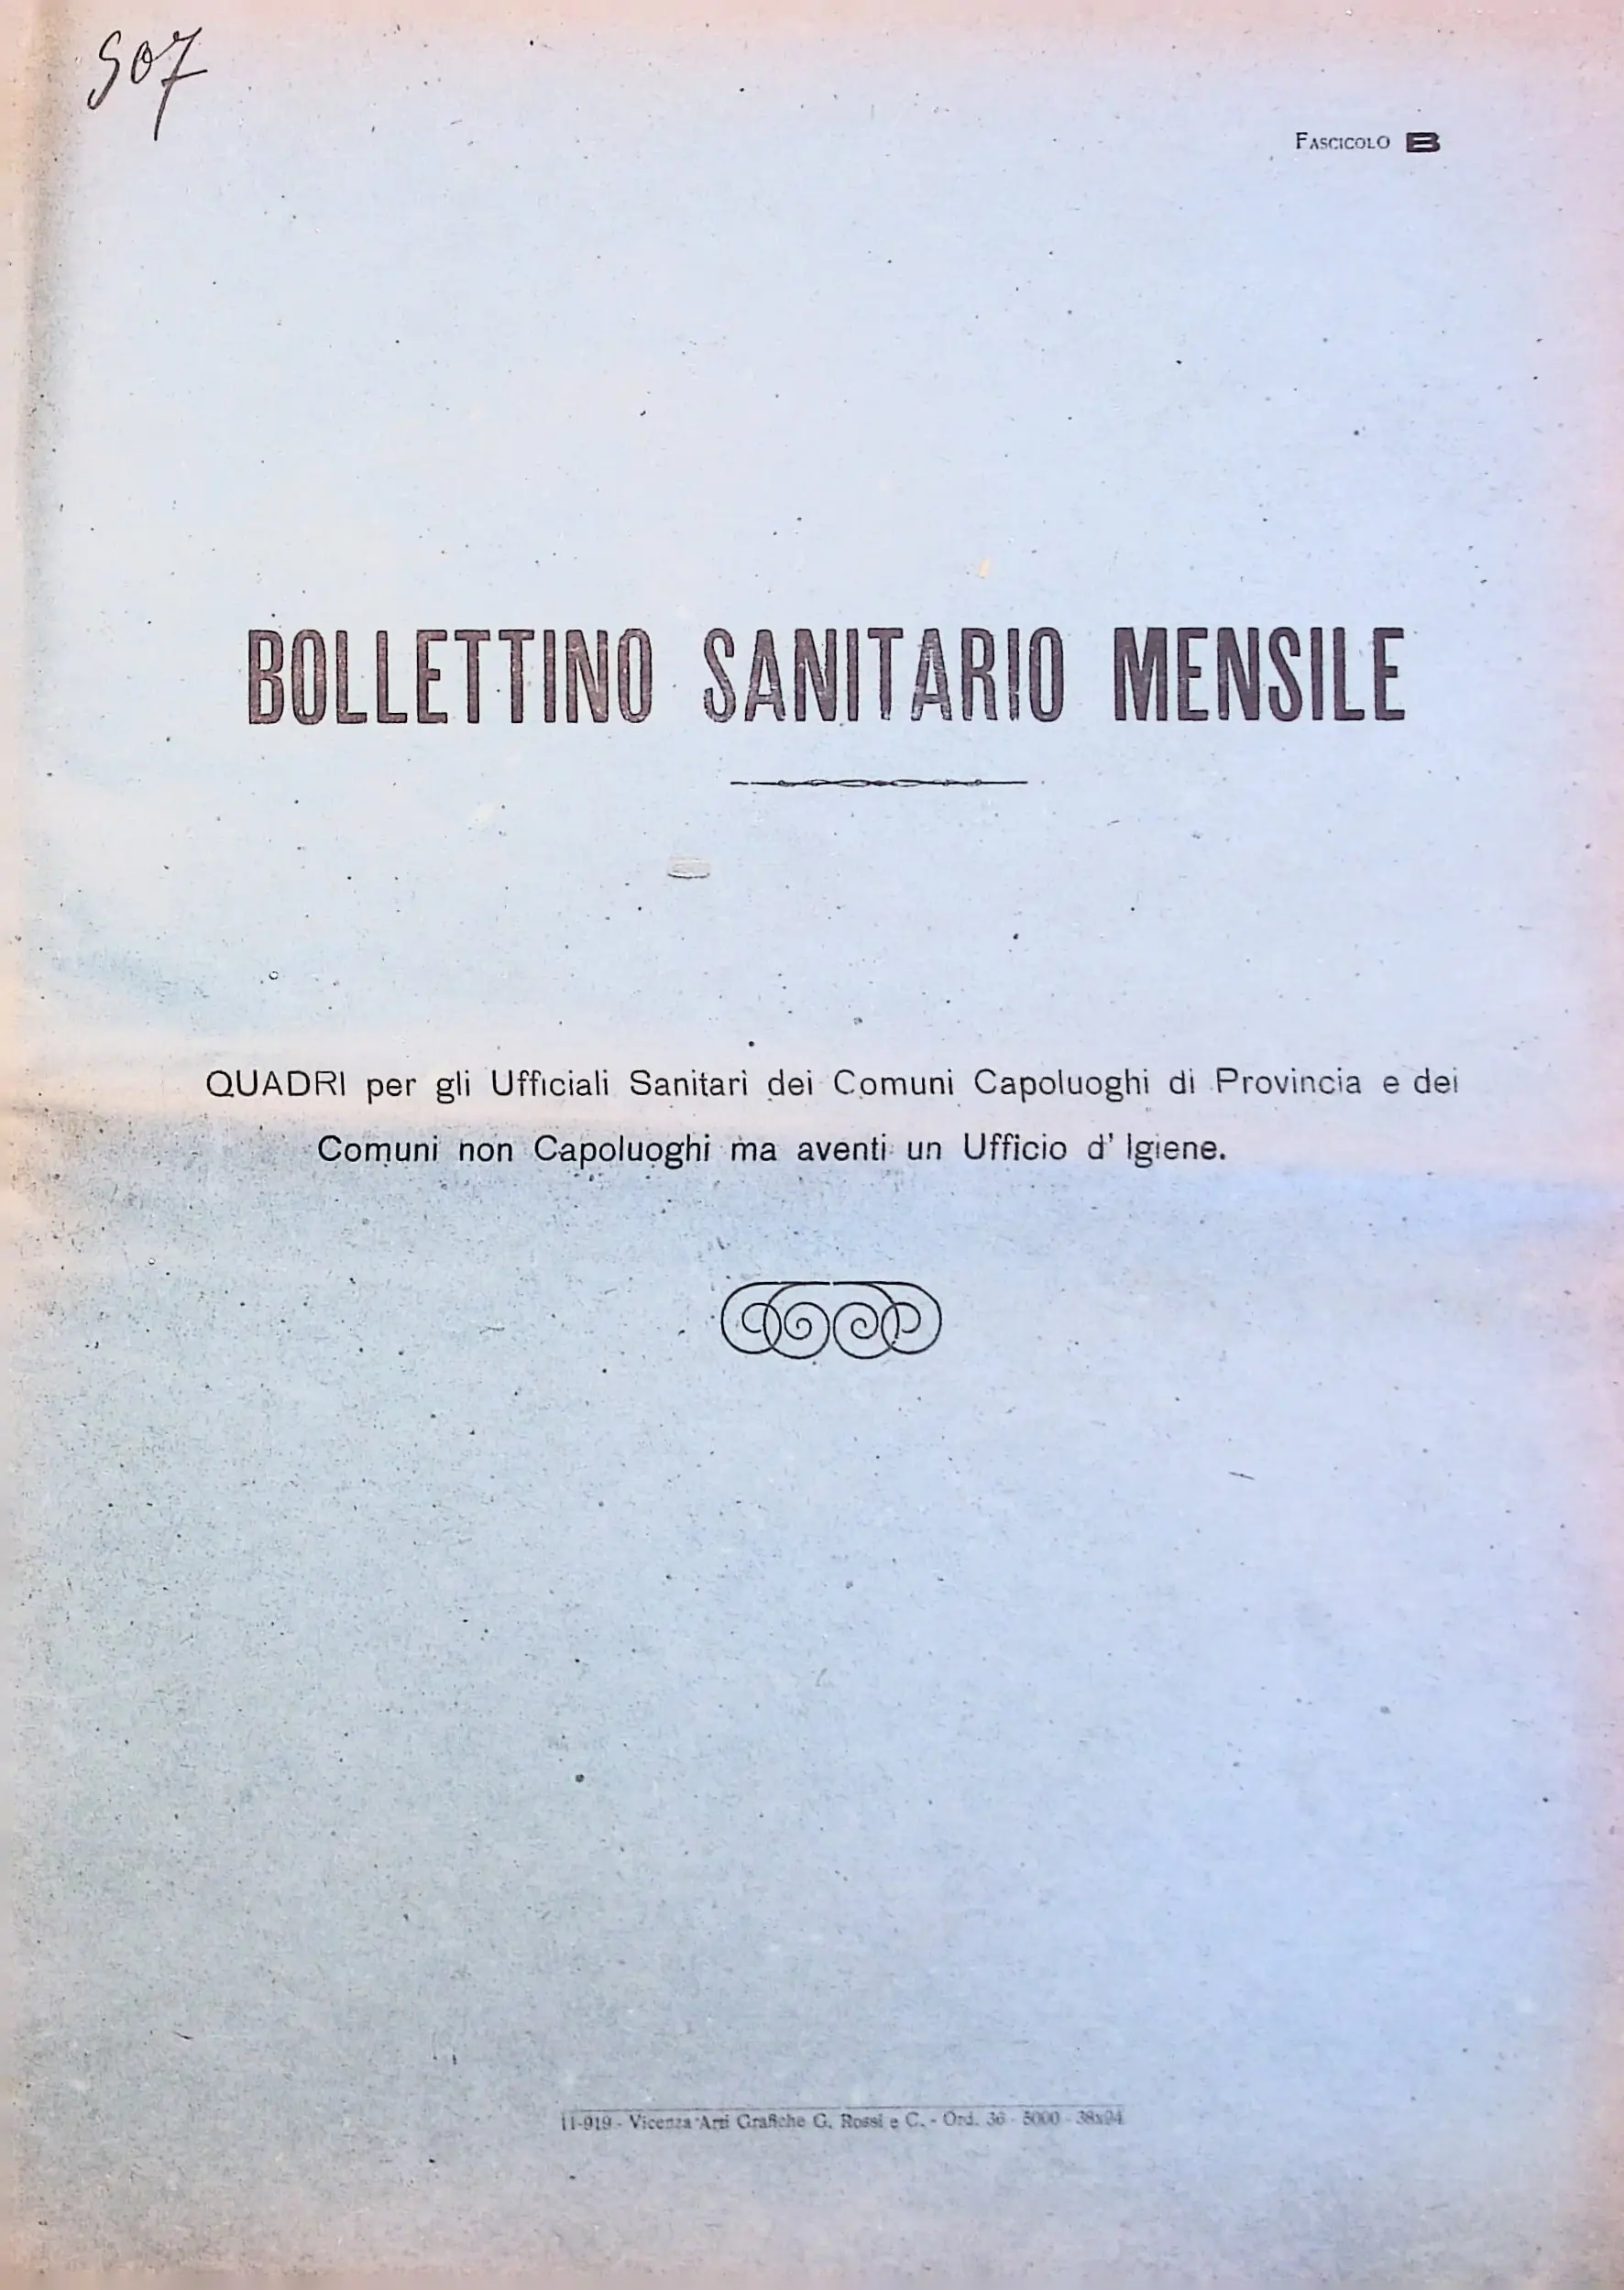 907
FASCICOLO B
BOLLETTINO SANITARIO MENSILE
QUADRI per gli Ufficiali Sanitari dei Comuni Capoluoghi di Provincia e dei
Comuni non Capoluoghi ma aventi un Ufficio d' Igiene.
11-919 - Vicenza Arti Grafiche G. Rossi e C. - Ord. 36 - 5000 - 38x24